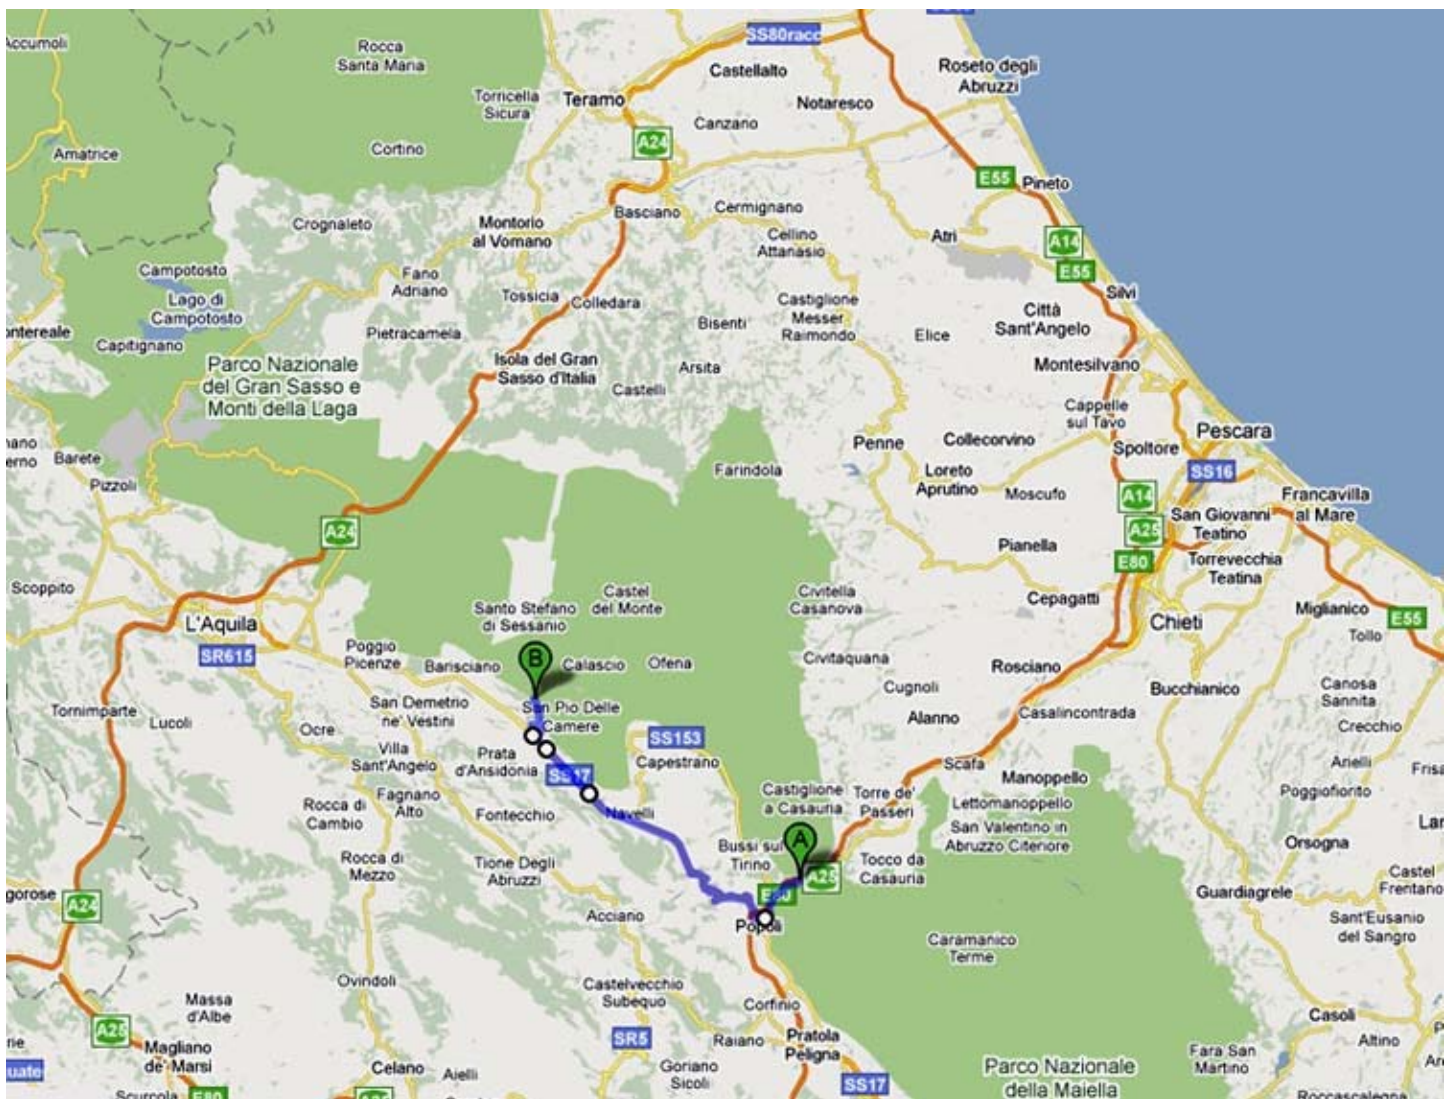 SS80racc
Accumoli
Rocca
Santa Maria
Roseto degli
Abruzzi
Castellalto
Torricella
Sicura
Teramo
Notaresco
Canzano
A24
Cortino
Amatrice
E55
Pineto
Basciano
Cermignano
Crognaleto
Montorio
al Vomano
Cellino
Attanasio
Atri
A14
E55
Campotosto
Fano
Adriano
Silvi
Lago di
Campotosto
Tossicia
Colledara
Castiglione
Messer
Raimondo
Città
Sant'Angelo
ontereale
Capitignano
Pietracamela
Bisenti
Elice
Parco Nazionale
del Gran Sasso e
Monti della Laga
Isola del Gran
Sasso d'Italia
Arsita
Montesilvano
Castelli
Cappelle
sul Tavo
Pescara
nano
erno
Barete
Penne
Collecorvino
Spoltore
Farindola
Loreto
Aprutino
SS16
Pizzoli
Moscufo
A14
Francavilla
al Mare
San Giovanni
Teatino
A24
A25
Pianella
E80
Torrevecchia
Teatina
Scoppito
Castel
del Monte
Civitella
Casanova
Cepagatti
Santo Stefano
di Sessanio
Miglianico
E55
L'Aquila
Chieti
Tollo
SR615
Poggio
Picenze
Barisciano
B
Calascio
Ofena
Civitaquana
Rosciano
Cugnoli
Bucchianico
Canosa
Sannita
Tornimparte
Lucoli
San Demetrio
ne' Vestini
San Pio Delle
Camere
Alanno
Casalincontrada
Crecchio
Ocre
SS153
Villa
Sant'Angelo
Prata
d'Ansidonia
Capestrano
Scafa
Arielli
SS17
Manoppello
Frisa
Fagnano
Alto
Castiglione
a Casauria
Torre de'
Passeri
Poggiofiorito
Rocca di
Cambio
Fontecchio
Navelli
Lettomanoppello
Lar
San Valentino in
Abruzzo Citeriore
Orsogna
Rocca di
Mezzo
Tione Degli
Abruzzi
Bussi sul
Tirino
A
Tocco da
Casauria
A25
E80
Castel
Frentano
gorose
A24
Guardiagrele
Acciano
Popoli
Sant'Eusanio
del Sangro
Caramanico
Terme
Ovindoli
Castelvecchio
Subequo
Massa
d'Albe
Corfinio
Casoli
A25
SR5
Raiano
Pratola
Peligna
Altino
Magliano
de' Marsi
Fara San
Martino
Celano
Aielli
Goriano
Sicoli
Parco Nazionale
della Maiella
uate
SS17
Scurcola
E80
A25
Roccascalegna